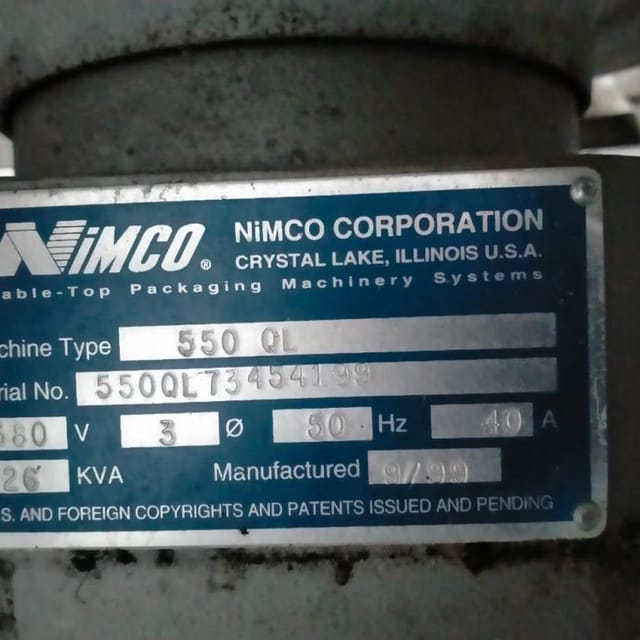 NiMCO® NiMCO CORPORATION
CRYSTAL LAKE, ILLINOIS U.S.A.
able-Top Packaging Machinery Systems
chine Type 550 QL
rial No. 550QL73454199
380 V 3 Ø 50 Hz 40 A
26 KVA Manufactured 9/99
S. AND FOREIGN COPYRIGHTS AND PATENTS ISSUED AND PENDING